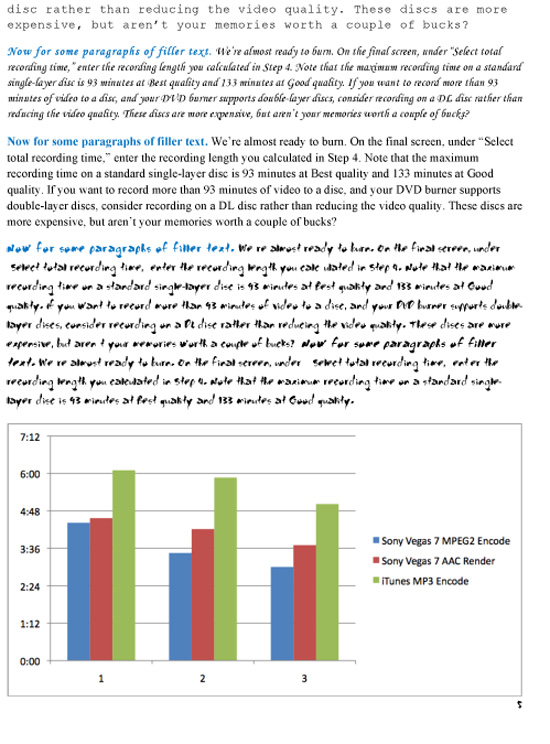 disc rather than reducing the video quality. These discs are more
expensive, but aren't your memories worth a couple of bucks?
Now for some paragraphs of filler text. We're almost ready to burn. On the final screen, under "Select total
recording time," enter the recording length you calculated in Step 4. Note that the maximum recording time on a standard
single-layer disc is 93 minutes at Best quality and 133 minutes at Good quality. If you want to record more than 93
minutes of video to a disc, and your DVD burner supports double-layer discs, consider recording on a DL disc rather than
reducing the video quality. These discs are more expensive, but aren't your memories worth a couple of bucks?
Now for some paragraphs of filler text. We're almost ready to burn. On the final screen, under "Select
total recording time," enter the recording length you calculated in Step 4. Note that the maximum
recording time on a standard single-layer disc is 93 minutes at Best quality and 133 minutes at Good
quality. If you want to record more than 93 minutes of video to a disc, and your DVD burner supports
double-layer discs, consider recording on a DL disc rather than reducing the video quality. These discs are
more expensive, but aren't your memories worth a couple of bucks?
Now for some paragraphs of filler text. We re almost ready to burn. On the final screen, under
Select total recording time, enter the recording length you calc ulated in Step 4. Note that the maximum
recording time on a standard single-layer disc is 93 minutes at Best quality and 133 minutes at Good
quality. If you want to record more than 93 minutes of video to a disc, and your DVD burner supports double-
layer discs, consider recording on a DL disc rather than reducing the video quality. These discs are more
expensive, but aren t your memories worth a couple of bucks? Now for some paragraphs of filler
text. We re almost ready to burn. On the final screen, under Select total recording time, enter the
recording length you calculated in Step 4. Note that the maximum recording time on a standard single-
layer disc is 93 minutes at Best quality and 133 minutes at Good quality.
7:12
6:00
4:48
3:36
2:24
1:12
0:00
1 2 3
Sony Vegas 7 MPEG2 Encode
Sony Vegas 7 AAC Render
iTunes MP3 Encode
5